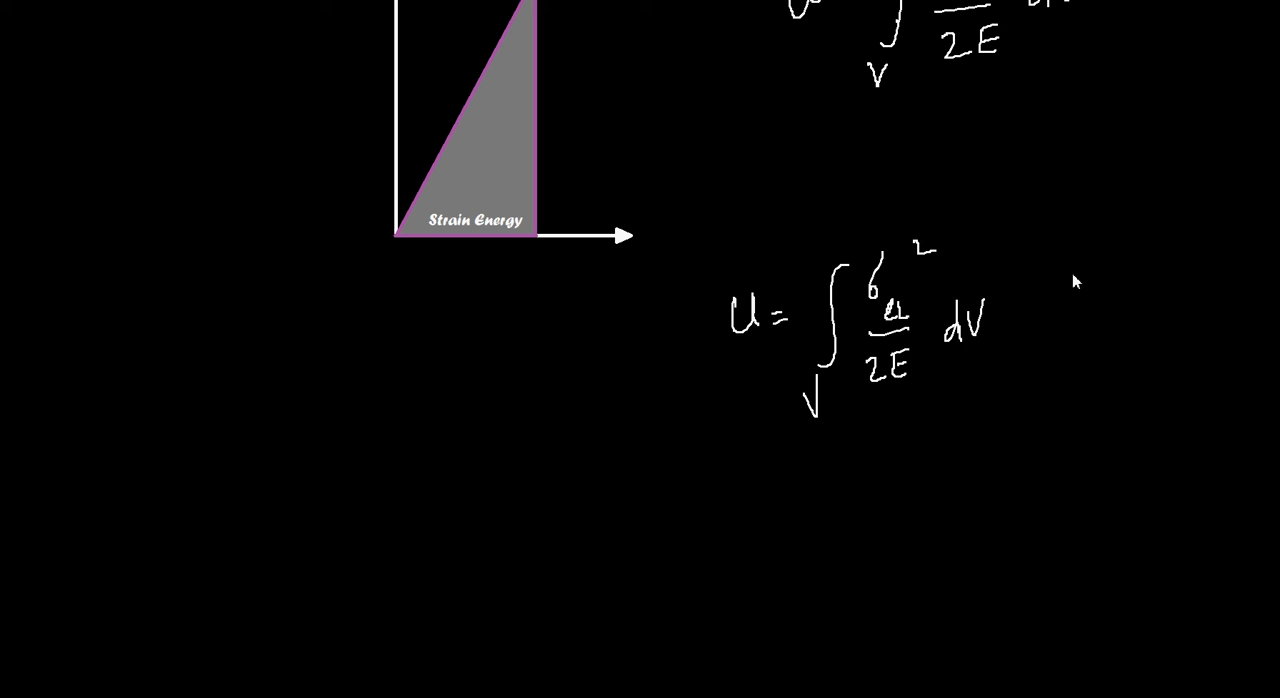 2E
V
Strain Energy
U = ∫ σ²
2E dV
V